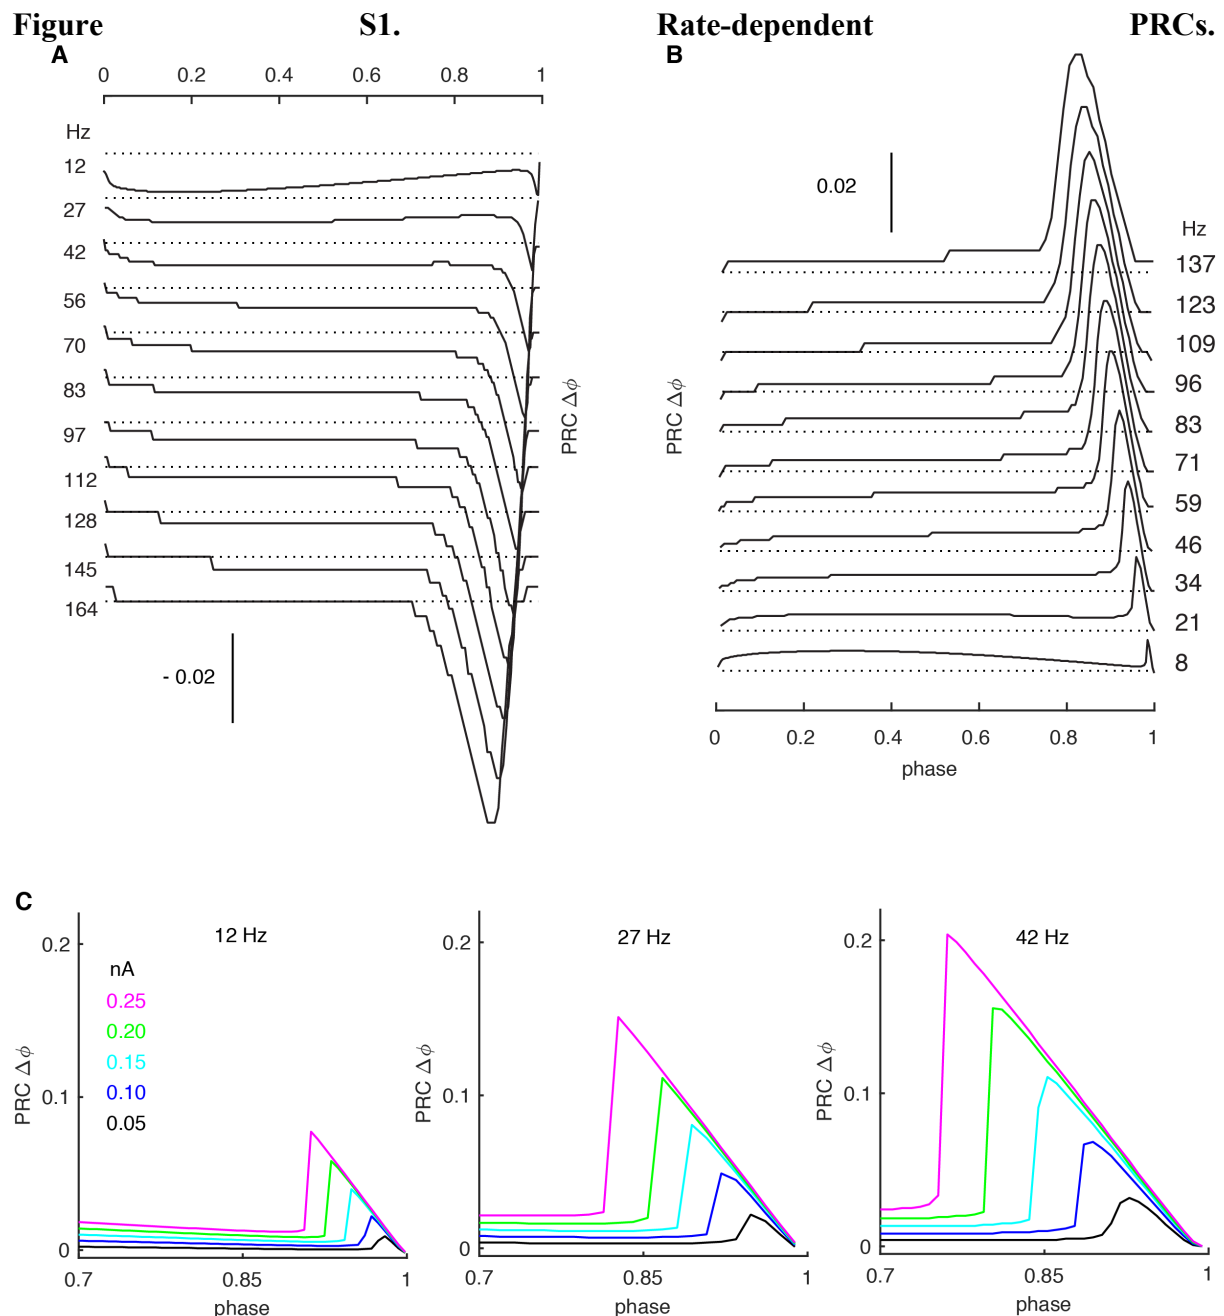 Figure S1. Rate-dependent PRCs.
A
0 0.2 0.4 0.6 0.8 1
Hz
12
27
42
56
70
83
97
112
128
145
164
- 0.02
PRC Δϕ
B
0.02
Hz
137
123
109
96
83
71
59
46
34
21
8
PRC Δϕ
0 0.2 0.4 0.6 0.8 1
phase
C
12 Hz
nA
0.25
0.20
0.15
0.10
0.05
0.2
0.1
0
PRC Δϕ
0.7 0.85 1
phase
27 Hz
0.2
0.1
0
PRC Δϕ
0.7 0.85 1
phase
42 Hz
0.2
0.1
0
PRC Δϕ
0.7 0.85 1
phase